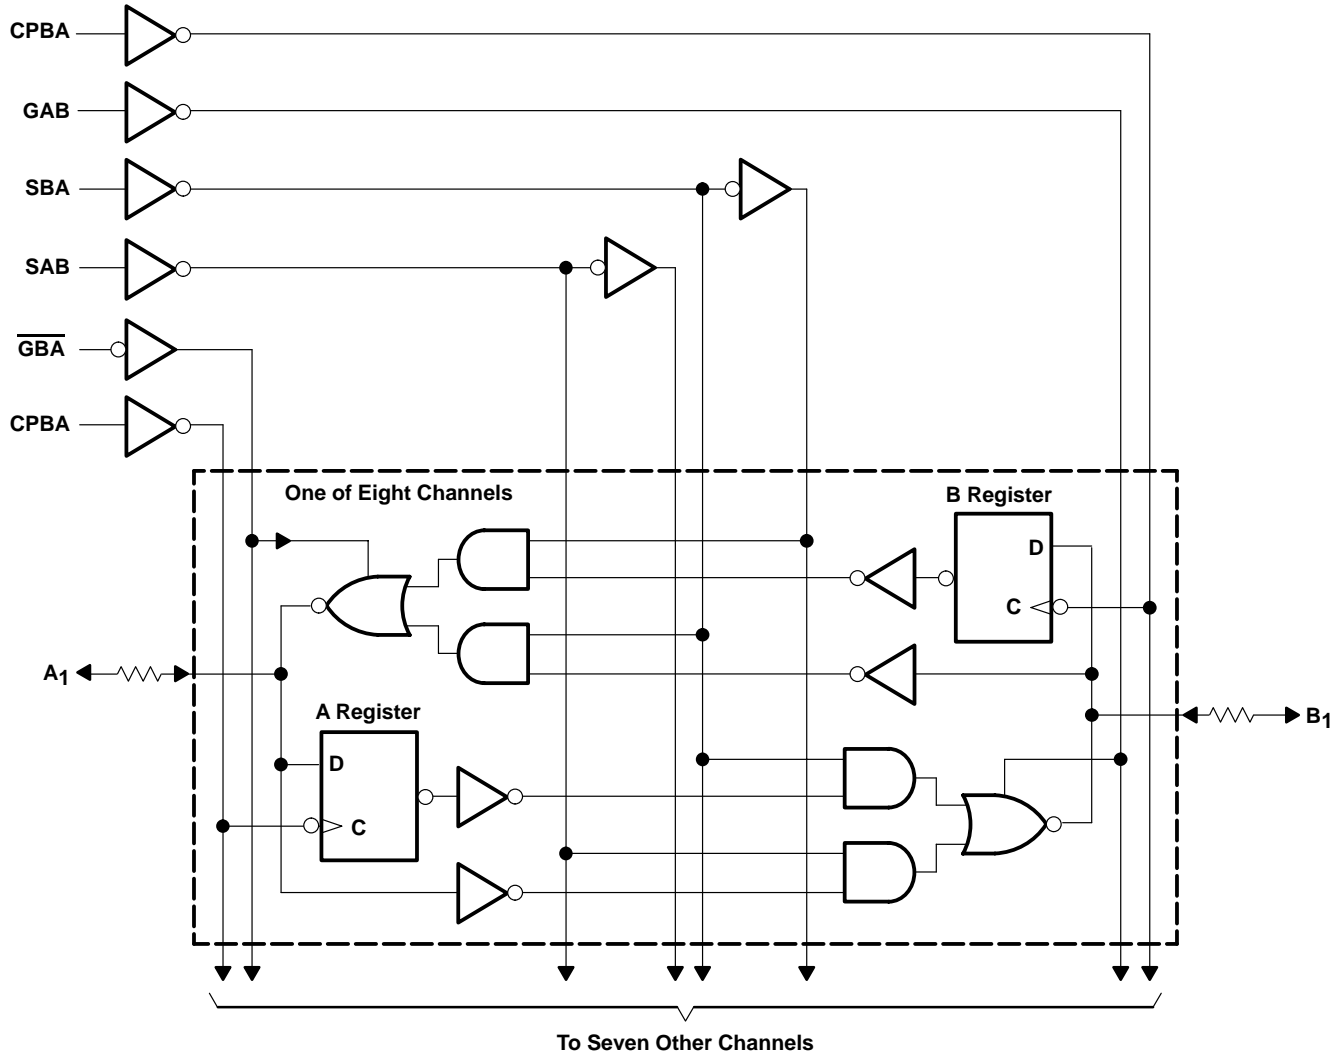 CPBA
GAB
SBA
SAB
GBA
CPBA
One of Eight Channels
B Register
D
C
A1
A Register
D
C
B1
To Seven Other Channels